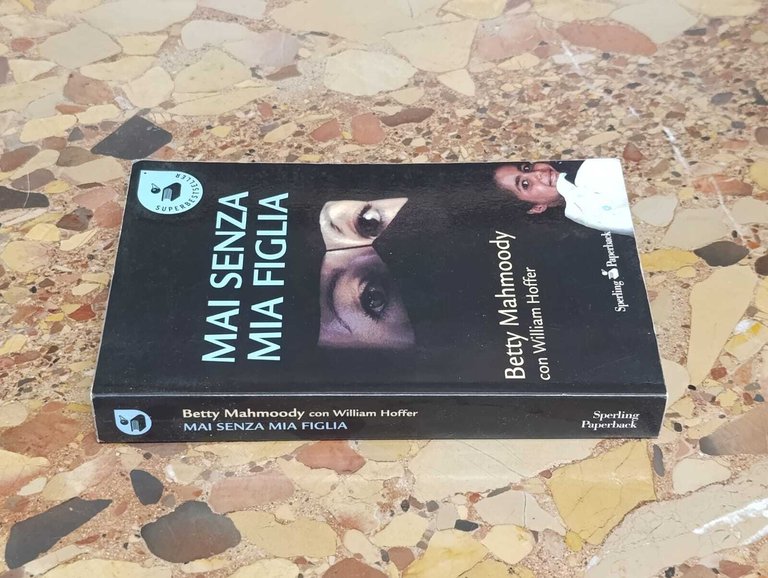 SUPERBESTSELLER
MAI SENZA
MIA FIGLIA
Betty Mahmoody
con William Hoffer
Sperling Paperback
Betty Mahmoody con William Hoffer
MAI SENZA MIA FIGLIA
Sperling
Paperback